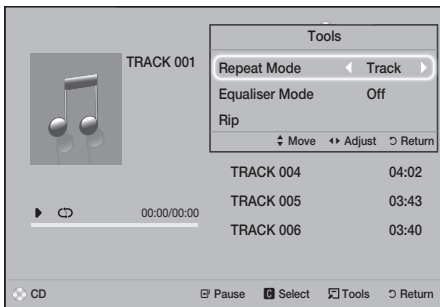 Tools
TRACK 001
Repeat Mode Track
Equaliser Mode Off
Rip
Move Adjust Return
TRACK 004 04:02
TRACK 005 03:43
00:00/00:00
TRACK 006 03:40
CD Pause C Select Tools Return